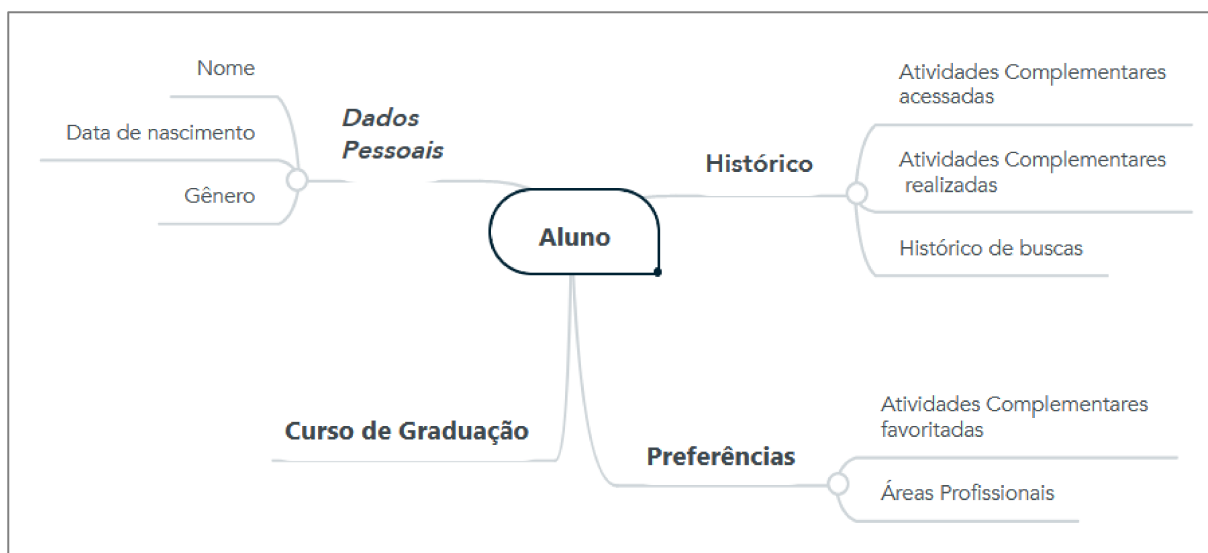 Nome
Data de nascimento
Gênero
Dados
Pessoais
Aluno
Histórico
Atividades Complementares
acessadas
Atividades Complementares
realizadas
Histórico de buscas
Curso de Graduação
Preferências
Atividades Complementares
favoritadas
Áreas Profissionais